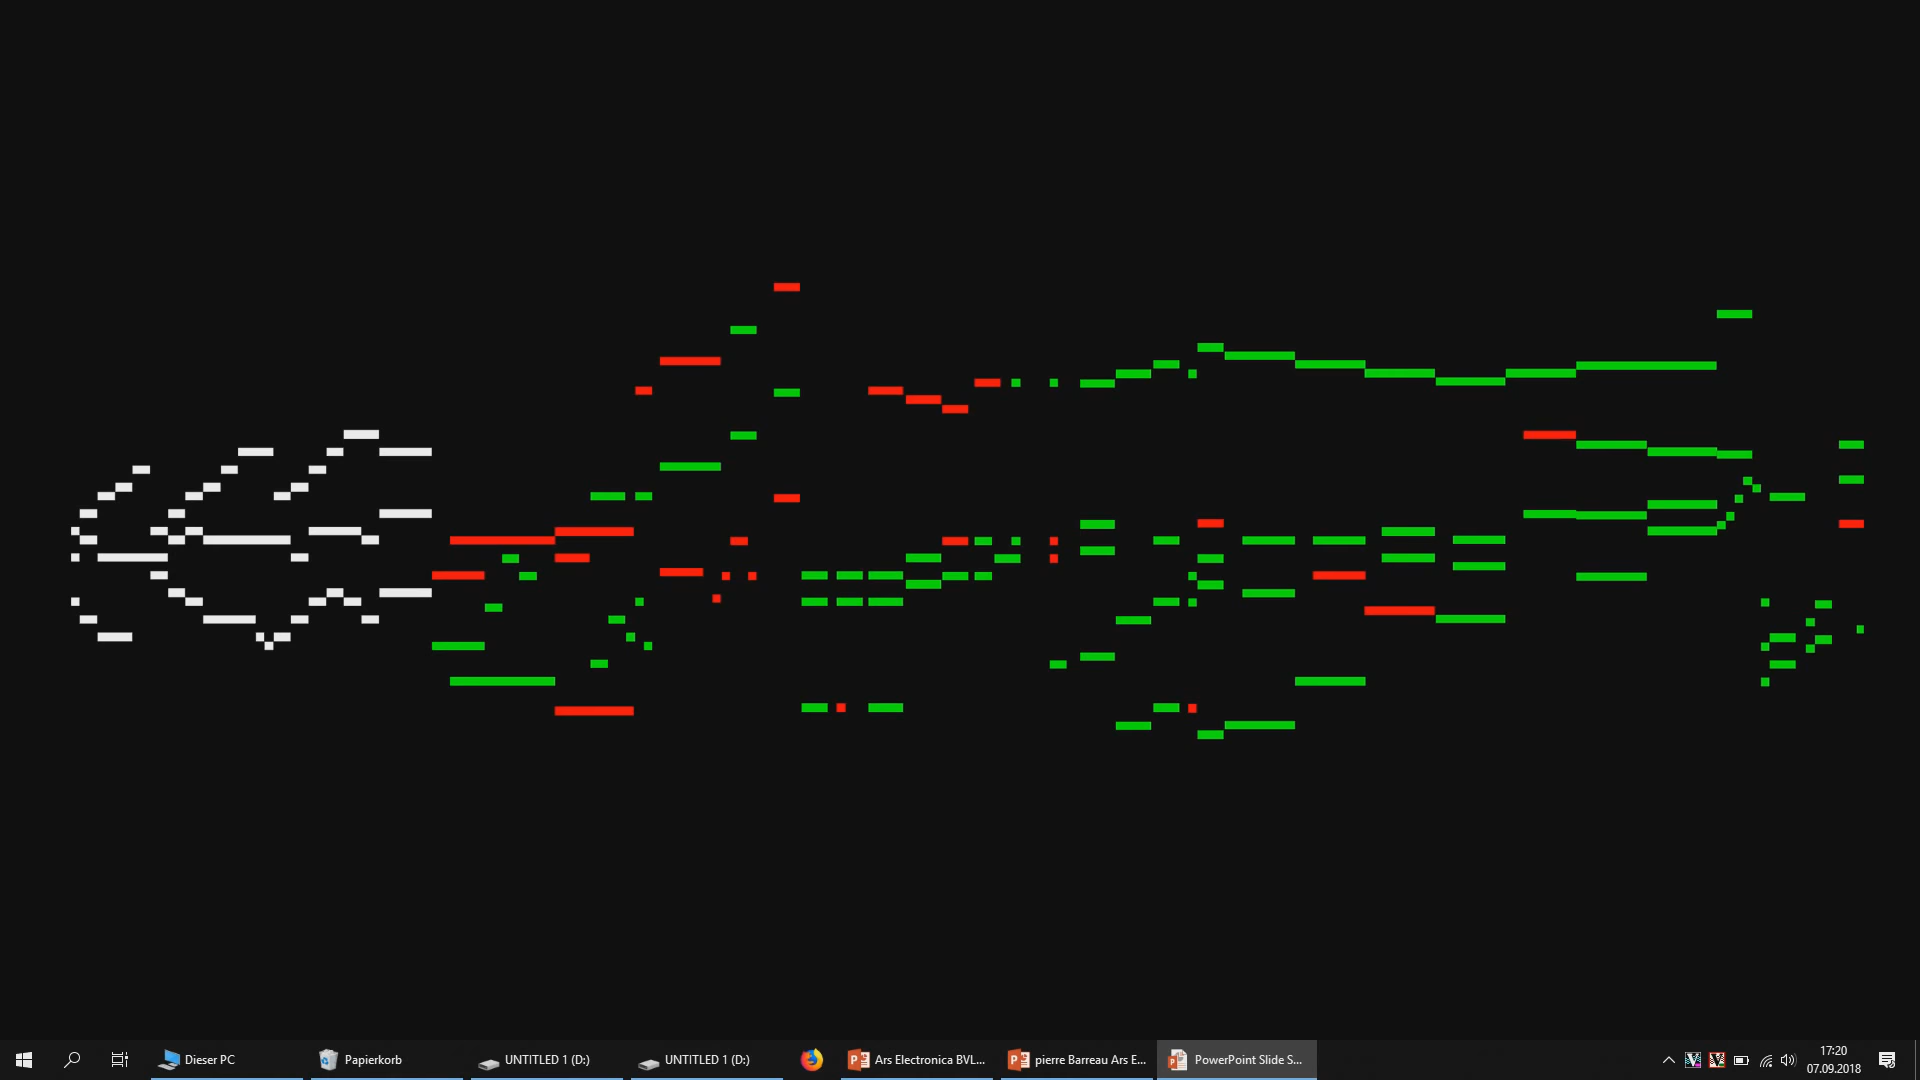 Dieser PC
Papierkorb
UNTITLED 1 (D:)
UNTITLED 1 (D:)
Ars Electronica BVL...
pierre Barreau Ars E...
PowerPoint Slide S...
17:20
07.09.2018